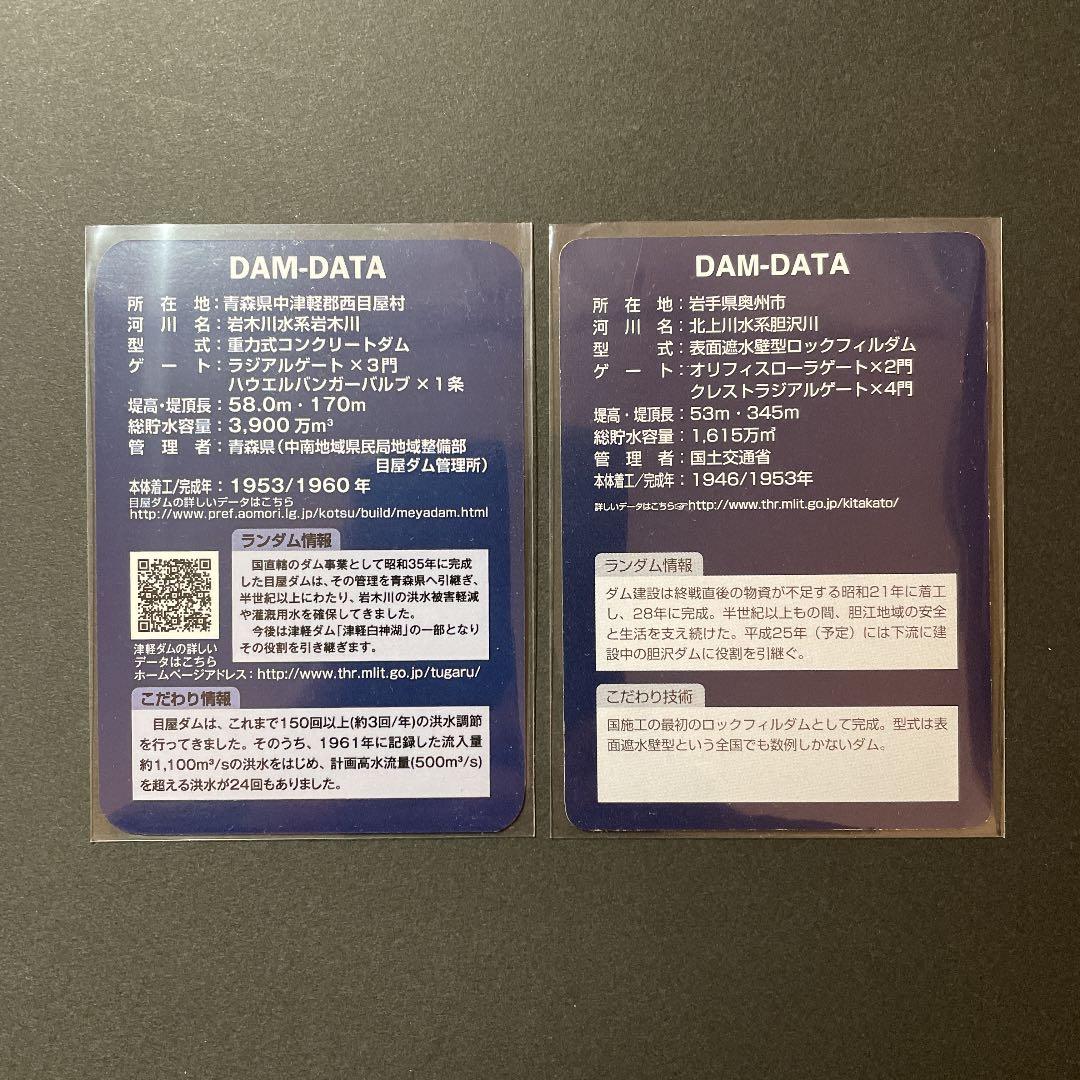 DAM-DATA
所在地：青森県中津軽郡西目屋村
河川名：岩木川水系岩木川
型式：重力式コンクリートダム
ゲート：ラジアルゲート×3門
ハウエルバンガーバルブ×1条
堤高・堤頂長：58.0m・170m
総貯水容量：3,900万m³
管理者：青森県（中南地域県民局地域整備部
目屋ダム管理所）
本体着工/完成年：1953/1960年
目屋ダムの詳しいデータはこちら
http://www.pref.aomori.lg.jp/kotsu/build/meyadam.html
ランダム情報
国直轄のダム事業として昭和35年に完成
した目屋ダムは、その管理を青森県へ引継ぎ、
半世紀以上にわたり、岩木川の洪水被害軽減
や灌漑用水を確保してきました。
今後は津軽ダム「津軽白神湖」の一部となり
その役割を引き継ぎます。
津軽ダムの詳しい
データはこちら
ホームページアドレス：http://www.thr.mlit.go.jp/tugaru/
こだわり情報
目屋ダムは、これまで150回以上(約3回/年)の洪水調節
を行ってきました。そのうち、1961年に記録した流入量
約1,100m³/sの洪水をはじめ、計画高水流量(500m³/s)
を超える洪水が24回もありました。
DAM-DATA
所在地：岩手県奥州市
河川名：北上川水系胆沢川
型式：表面遮水壁型ロックフィルダム
ゲート：オリフィスローラゲート×2門
クレストラジアルゲート×4門
堤高・堤頂長：53m・345m
総貯水容量：1,615万㎥
管理者：国土交通省
本体着工/完成年：1946/1953年
詳しいデータはこちら☞http://www.thr.mlit.go.jp/kitakato/
ランダム情報
ダム建設は終戦直後の物資が不足する昭和21年に着工
し、28年に完成。半世紀以上もの間、胆江地域の安全
と生活を支え続けた。平成25年（予定）には下流に建
設中の胆沢ダムに役割を引継ぐ。
こだわり技術
国施工の最初のロックフィルダムとして完成。型式は表
面遮水壁型という全国でも数例しかないダム。